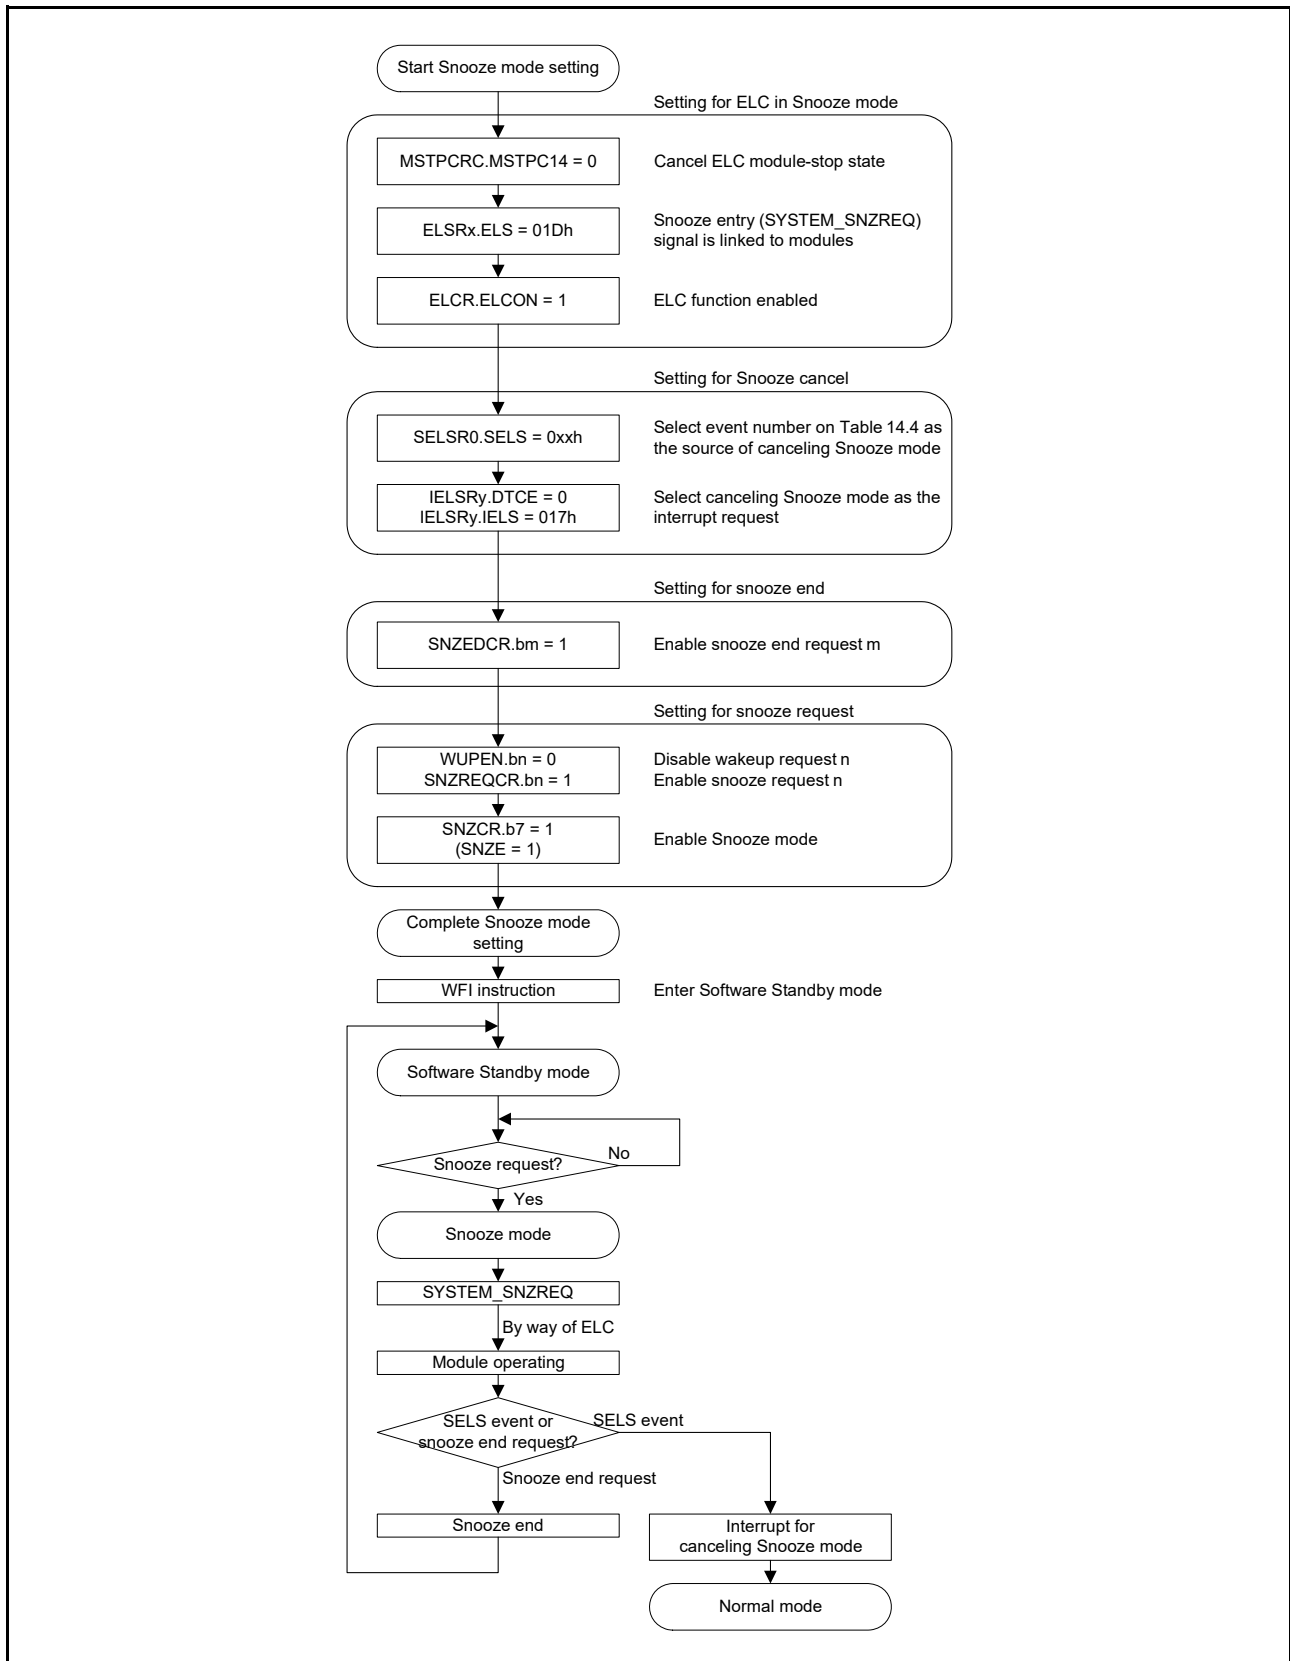 Start Snooze mode setting
Setting for ELC in Snooze mode
MSTPCRC.MSTPC14 = 0
Cancel ELC module-stop state
ELSRx.ELS = 01Dh
Snooze entry (SYSTEM_SNZREQ)
signal is linked to modules
ELCR.ELCON = 1
ELC function enabled
Setting for Snooze cancel
SELSR0.SELS = 0xxh
Select event number on Table 14.4 as
the source of canceling Snooze mode
IELSRy.DTCE = 0
IELSRy.IELS = 017h
Select canceling Snooze mode as the
interrupt request
Setting for snooze end
SNZEDCR.bm = 1
Enable snooze end request m
Setting for snooze request
WUPEN.bn = 0
SNZREQCR.bn = 1
Disable wakeup request n
Enable snooze request n
SNZCR.b7 = 1
(SNZE = 1)
Enable Snooze mode
Complete Snooze mode
setting
WFI instruction
Enter Software Standby mode
Software Standby mode
Snooze request?
No
Yes
Snooze mode
SYSTEM_SNZREQ
By way of ELC
Module operating
SELS event or
snooze end request?
SELS event
Snooze end request
Snooze end
Interrupt for
canceling Snooze mode
Normal mode